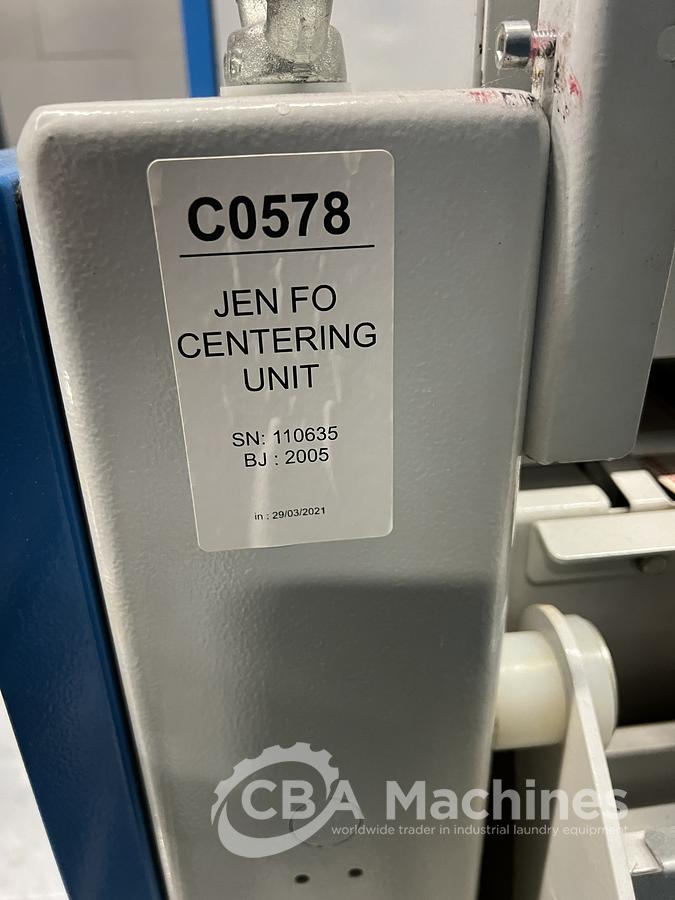 C0578
JEN FO
CENTERING
UNIT
SN: 110635
BJ : 2005
in : 29/03/2021
CBA Machines
worldwide trader in industrial laundry equipment